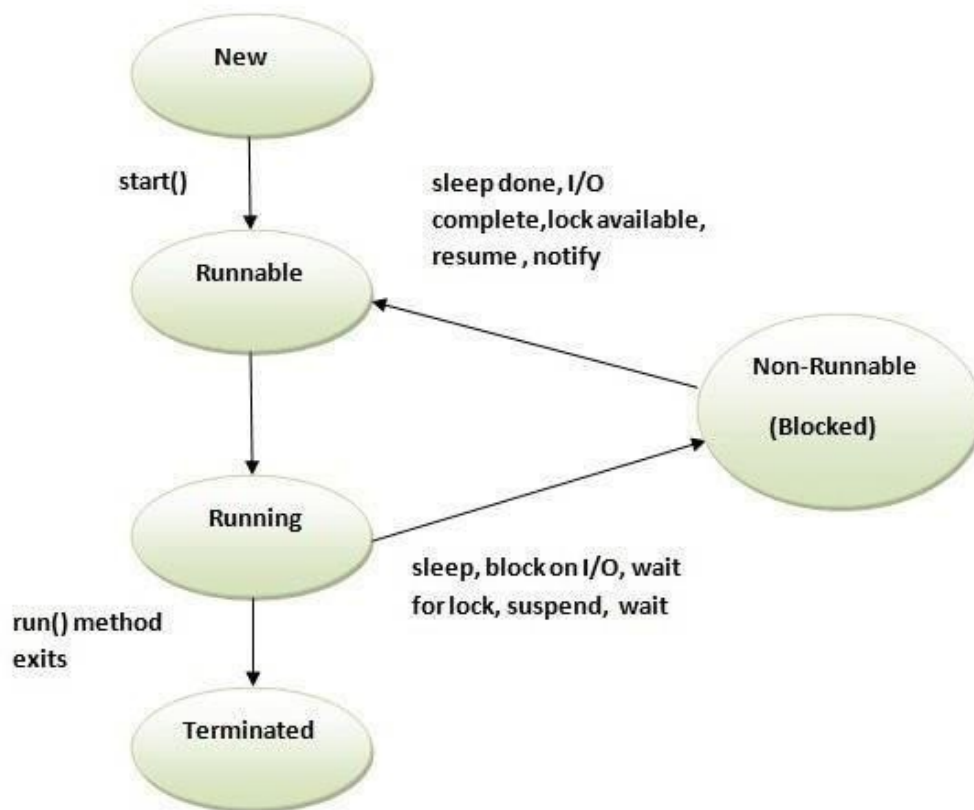 New
start()
sleep done, I/O
complete,lock available,
resume , notify
Runnable
Non-Runnable
(Blocked)
Running
sleep, block on I/O, wait
for lock, suspend, wait
run() method
exits
Terminated